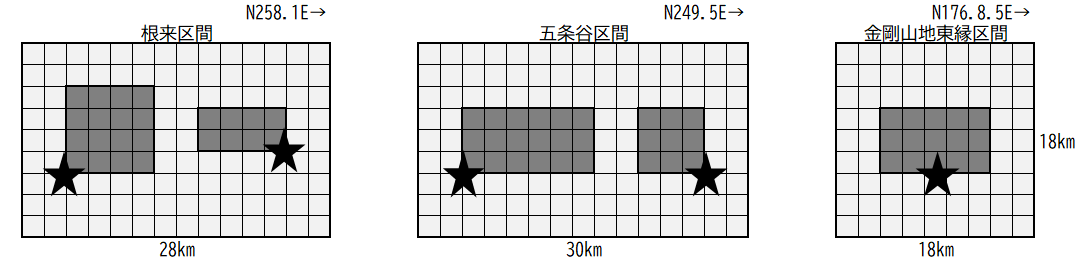 N258.1E→
根来区間
28km
N249.5E→
五条谷区間
30km
N176.8.5E→
金剛山地東縁区間
18km
18km